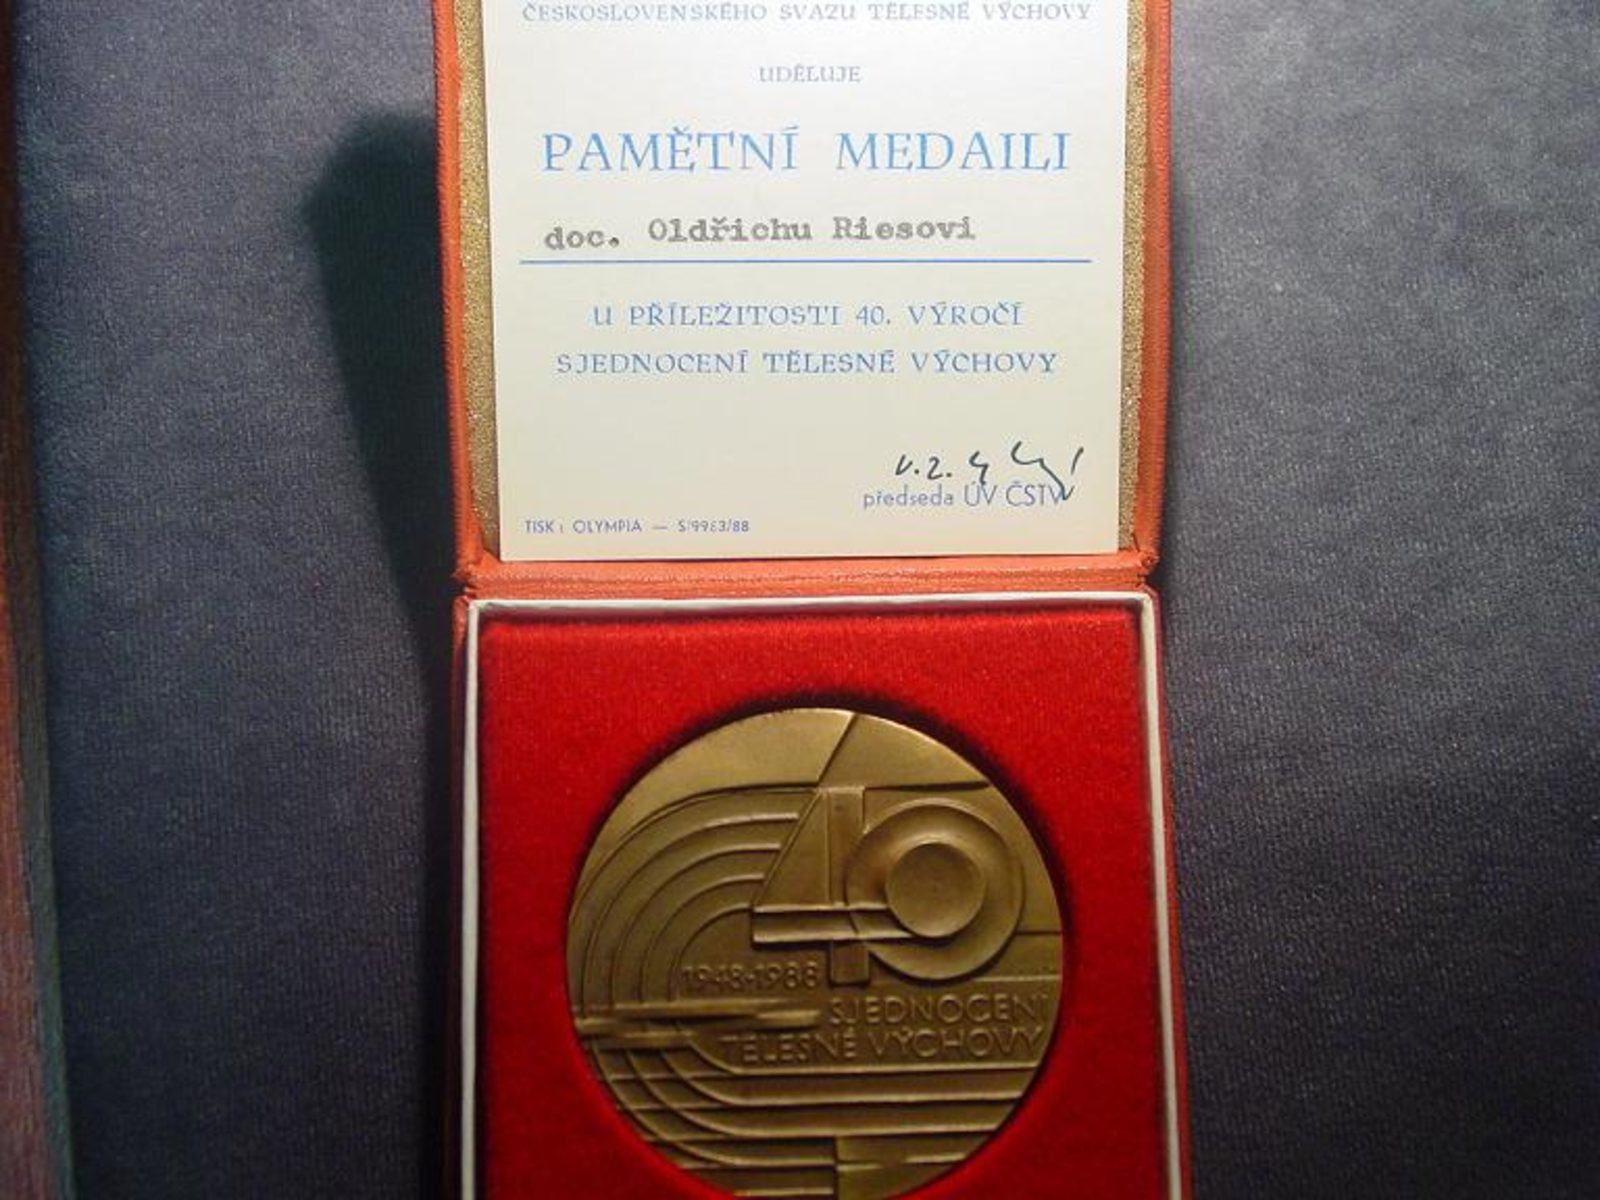 ČESKOSLOVENSKÉHO SVAZU TĚLESNÉ VÝCHOVY
UDĚLUJE
PAMĚTNÍ MEDAILI
doc. Oldřichu Riesovi
U PŘÍLEŽITOSTI 40. VÝROČÍ
SJEDNOCENÍ TĚLESNÉ VÝCHOVY
v. z.
předseda ÚV ČSTV
TISK: OLYMPIA — S/9963/88
40
1948-1988
SJEDNOCENÍ
TĚLESNÉ VÝCHOVY